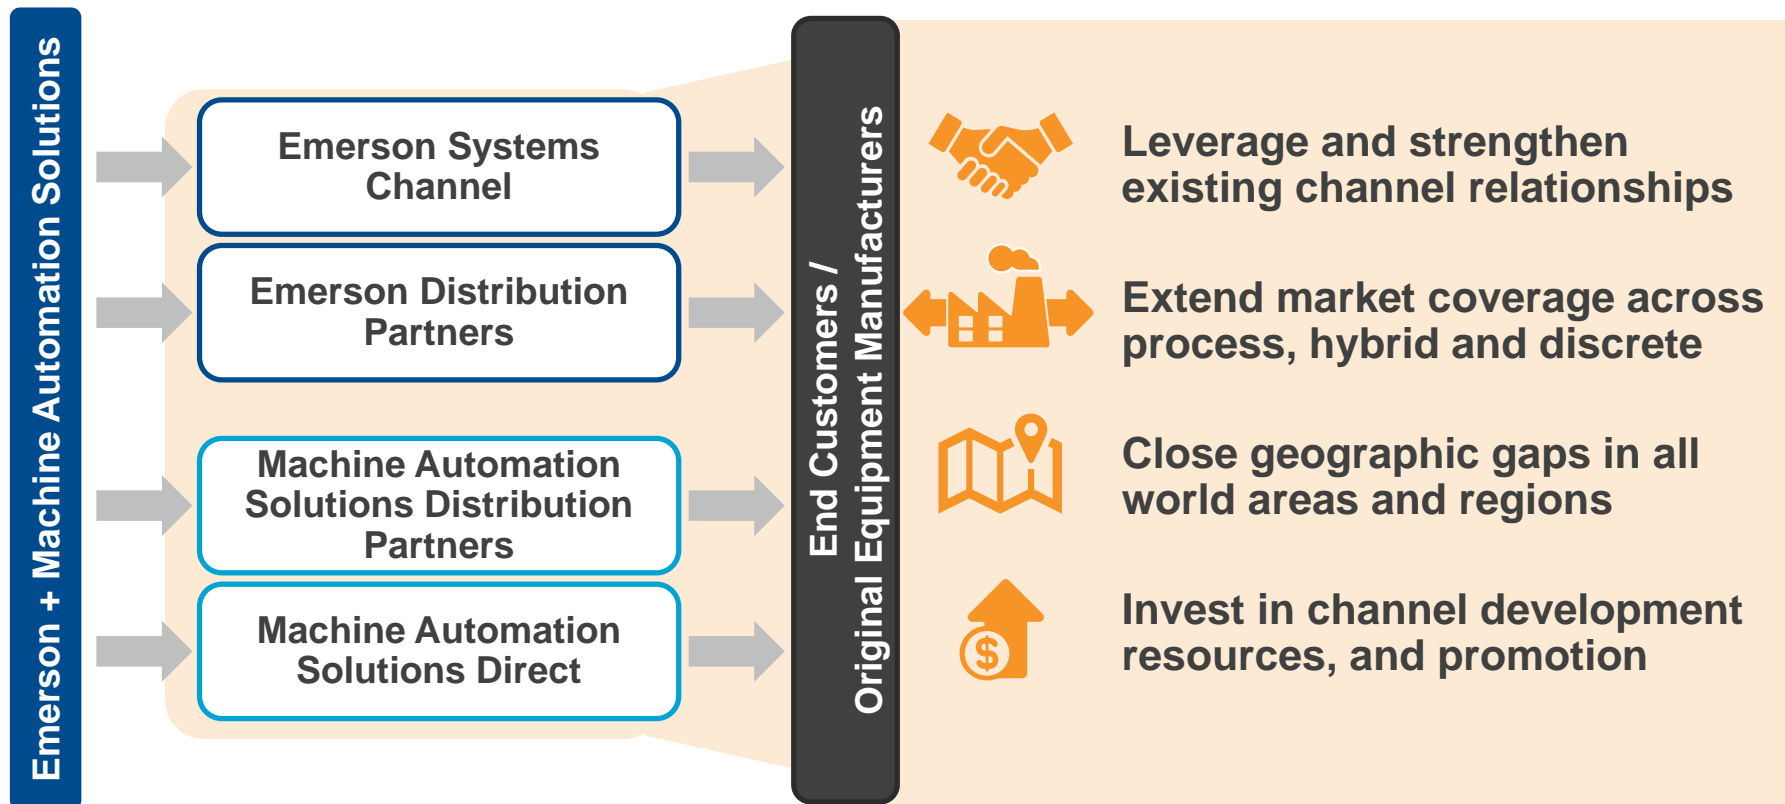 Emerson + Machine Automation Solutions
Emerson Systems
Channel
Emerson Distribution
Partners
Machine Automation
Solutions Distribution
Partners
Machine Automation
Solutions Direct
End Customers /
Original Equipment Manufacturers
Leverage and strengthen
existing channel relationships
Extend market coverage across
process, hybrid and discrete
Close geographic gaps in all
world areas and regions
$
Invest in channel development
resources, and promotion